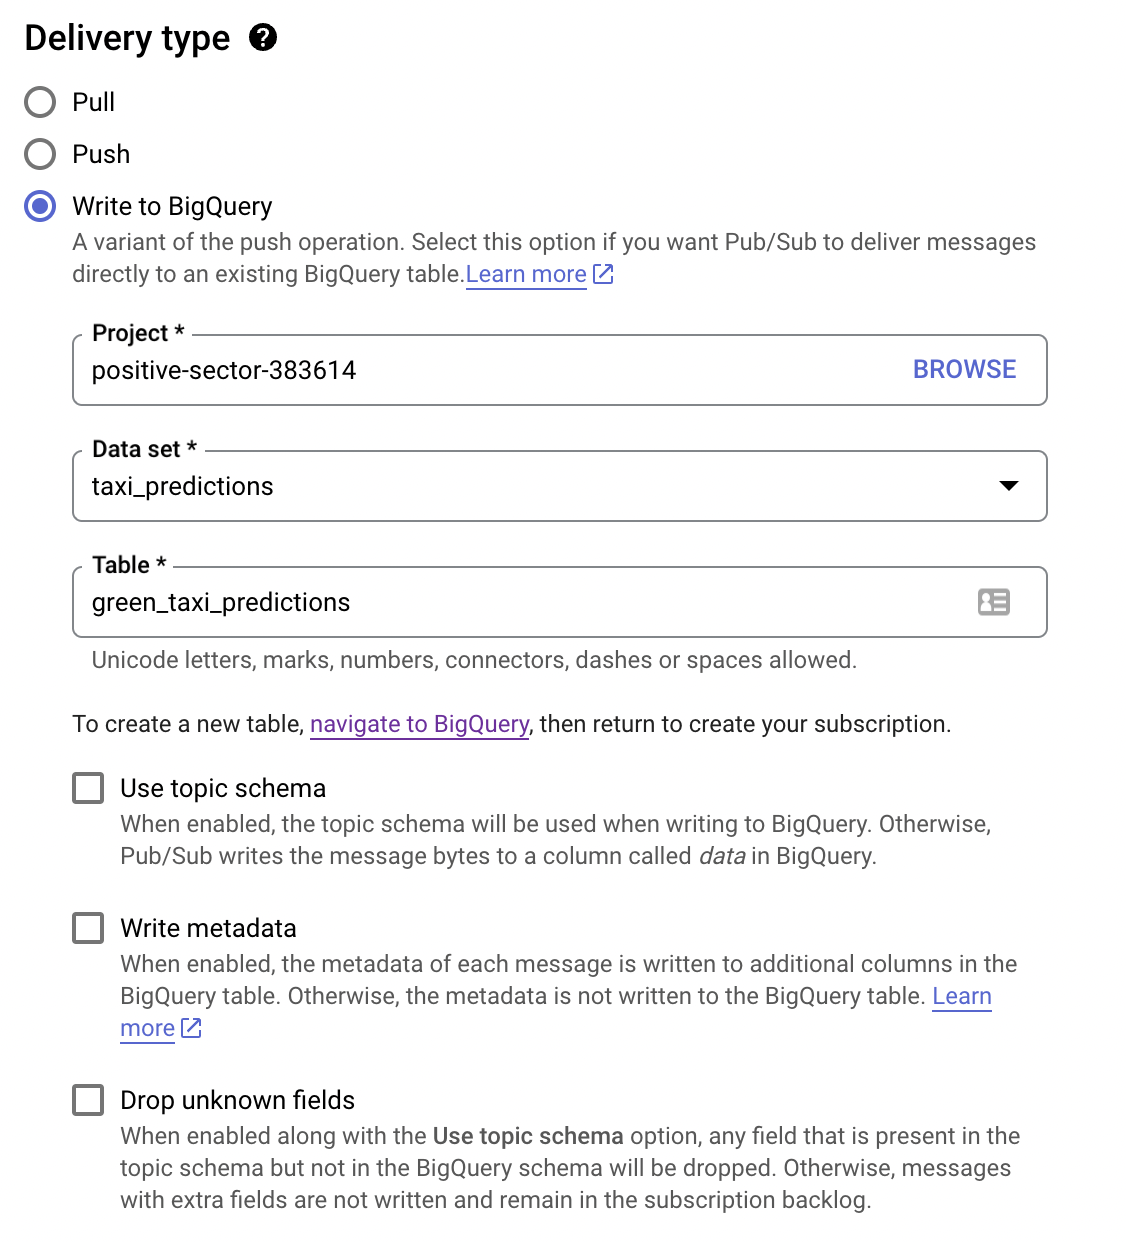 Delivery type
Pull
Push
Write to BigQuery
A variant of the push operation. Select this option if you want Pub/Sub to deliver messages
directly to an existing BigQuery table.Learn more
Project *
positive-sector-383614 BROWSE
Data set *
taxi_predictions
Table *
green_taxi_predictions
Unicode letters, marks, numbers, connectors, dashes or spaces allowed.
To create a new table, navigate to BigQuery, then return to create your subscription.
Use topic schema
When enabled, the topic schema will be used when writing to BigQuery. Otherwise,
Pub/Sub writes the message bytes to a column called data in BigQuery.
Write metadata
When enabled, the metadata of each message is written to additional columns in the
BigQuery table. Otherwise, the metadata is not written to the BigQuery table. Learn
more
Drop unknown fields
When enabled along with the Use topic schema option, any field that is present in the
topic schema but not in the BigQuery schema will be dropped. Otherwise, messages
with extra fields are not written and remain in the subscription backlog.